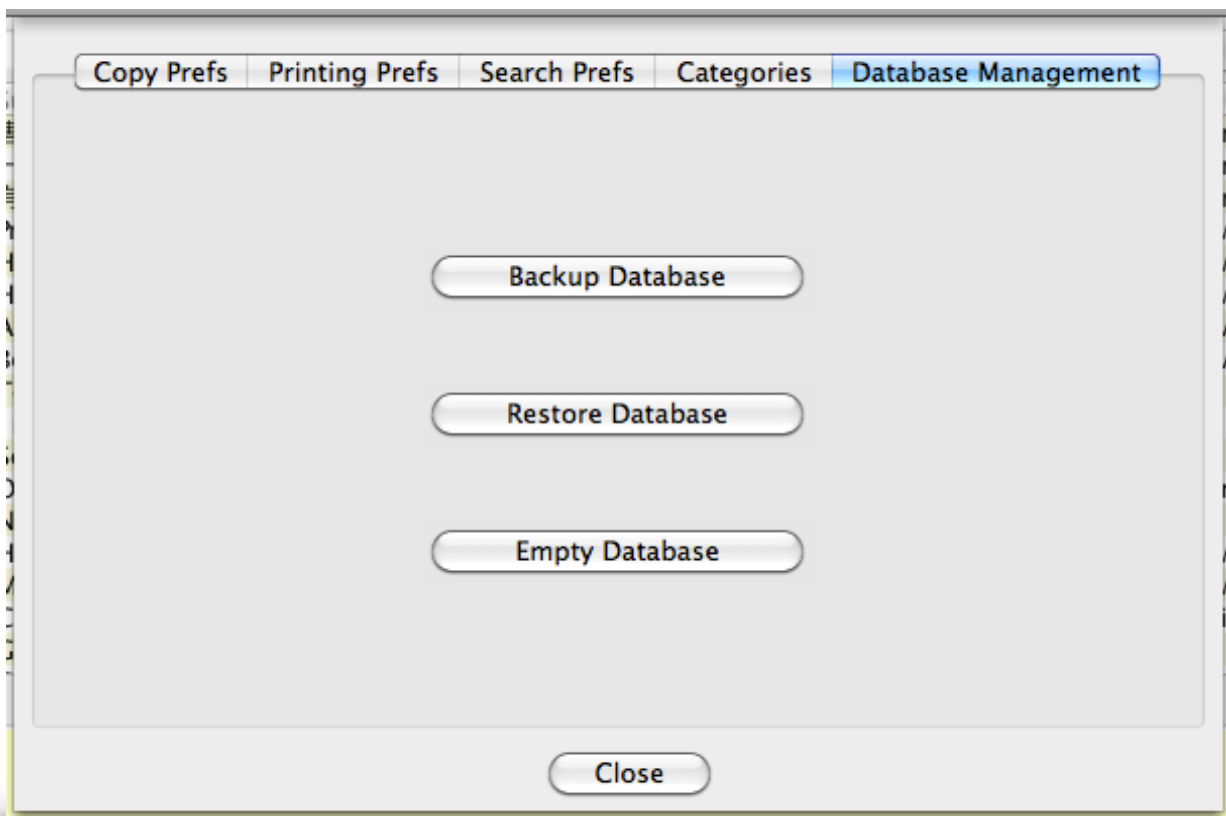 Copy Prefs Printing Prefs Search Prefs Categories Database Management
Backup Database
Restore Database
Empty Database
Close